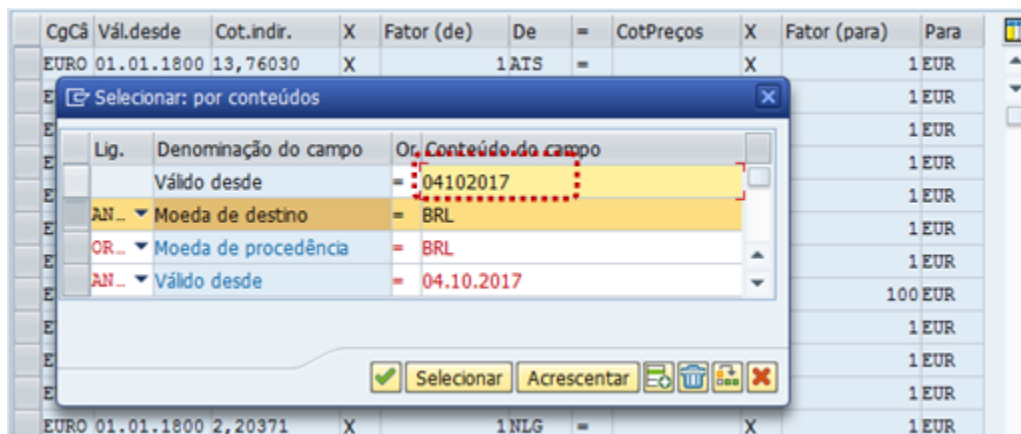 CgCâ Vál.desde Cot.indir. X Fator (de) De = CotPreços X Fator (para) Para
EURO 01.01.1800 13,76030 X 1 ATS = X 1 EUR
E 1 EUR
Selecionar: por conteúdos
E 1 EUR
Lig. Denominação do campo Or. Conteúdo do campo
E 1 EUR
Válido desde = 04102017
E 1 EUR
AN... Moeda de destino = BRL
E 1 EUR
OR... Moeda de procedência = BRL
E 1 EUR
AN... Válido desde = 04.10.2017
E 100 EUR
E 1 EUR
E 1 EUR
Selecionar Acrescentar
E 1 EUR
EURO 01.01.1800 2,20371 X 1 NLG = X 1 EUR